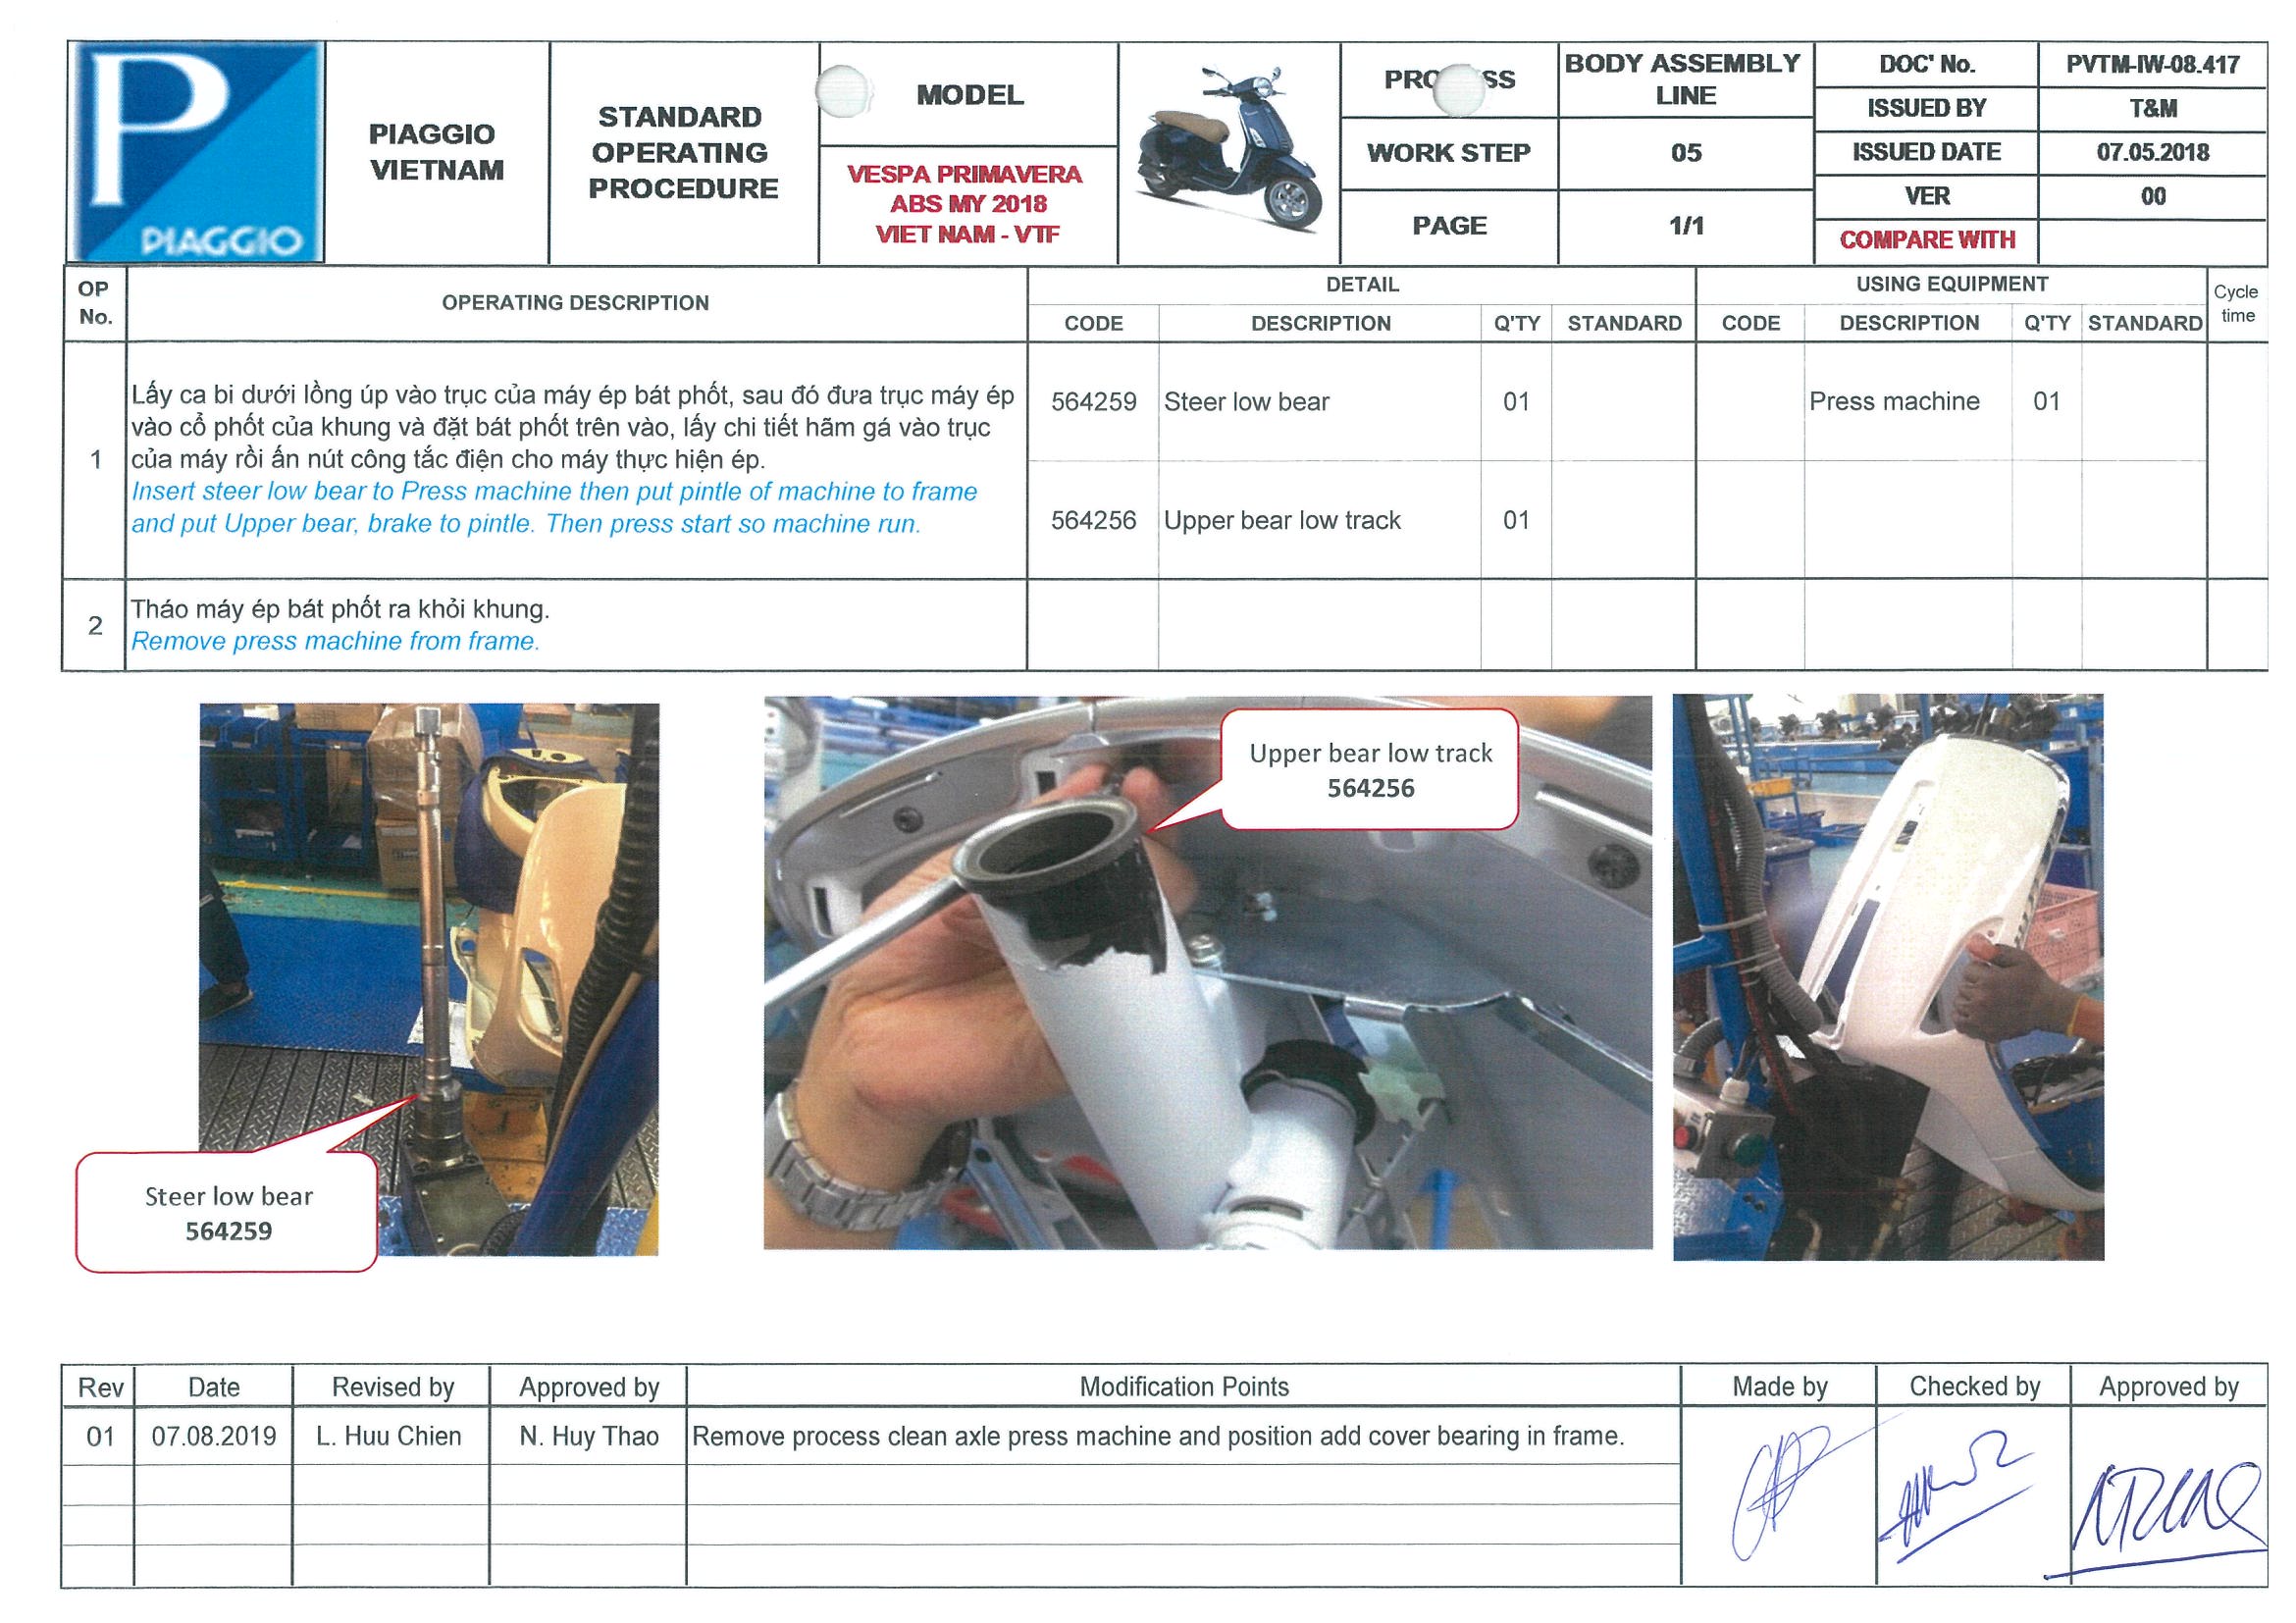 PIAGGIO
PIAGGIO
VIETNAM
STANDARD
OPERATING
PROCEDURE
MODEL
VESPA PRIMAVERA
ABS MY 2018
VIET NAM - VTF
BODY ASSEMBLY
LINE
WORK STEP
05
PAGE
1/1
DOC' No.
PVTM-IW-08.417
ISSUED BY
T&M
ISSUED DATE
07.05.2018
VER
00
COMPARE WITH
OP
No.
OPERATING DESCRIPTION
DETAIL
USING EQUIPMENT
Cycle
time
CODE
DESCRIPTION
Q'TY
STANDARD
CODE
DESCRIPTION
Q'TY
STANDARD
1
Lấy ca bi dưới lồng úp vào trục của máy ép bát phốt, sau đó đưa trục máy ép
vào cổ phốt của khung và đặt bát phốt trên vào, lấy chi tiết hãm gá vào trục
của máy rồi ấn nút công tắc điện cho máy thực hiện ép.
Insert steer low bear to Press machine then put pintle of machine to frame
and put Upper bear, brake to pintle. Then press start so machine run.
564259
Steer low bear
01
Press machine
01
564256
Upper bear low track
01
2
Tháo máy ép bát phốt ra khỏi khung.
Remove press machine from frame.
Upper bear low track
564256
Steer low bear
564259
Rev
Date
Revised by
Approved by
Modification Points
Made by
Checked by
Approved by
01
07.08.2019
L. Huu Chien
N. Huy Thao
Remove process clean axle press machine and position add cover bearing in frame.